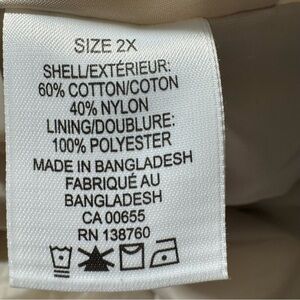 SIZE 2X
SHELL/EXTÉRIEUR:
60% COTTON/COTON
40% NYLON
LINING/DOUBLURE:
100% POLYESTER
MADE IN BANGLADESH
FABRIQUÉ AU
BANGLADESH
CA 00655
RN 138760